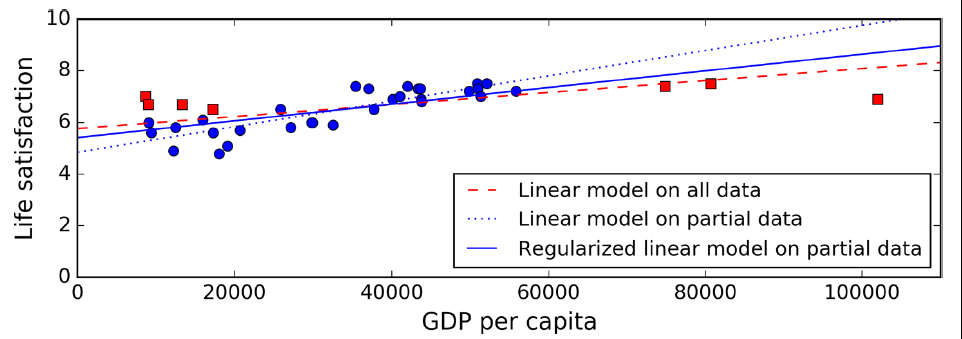 10
8
6
4
2
0
Life satisfaction
Linear model on all data
Linear model on partial data
Regularized linear model on partial data
0 20000 40000 60000 80000 100000
GDP per capita